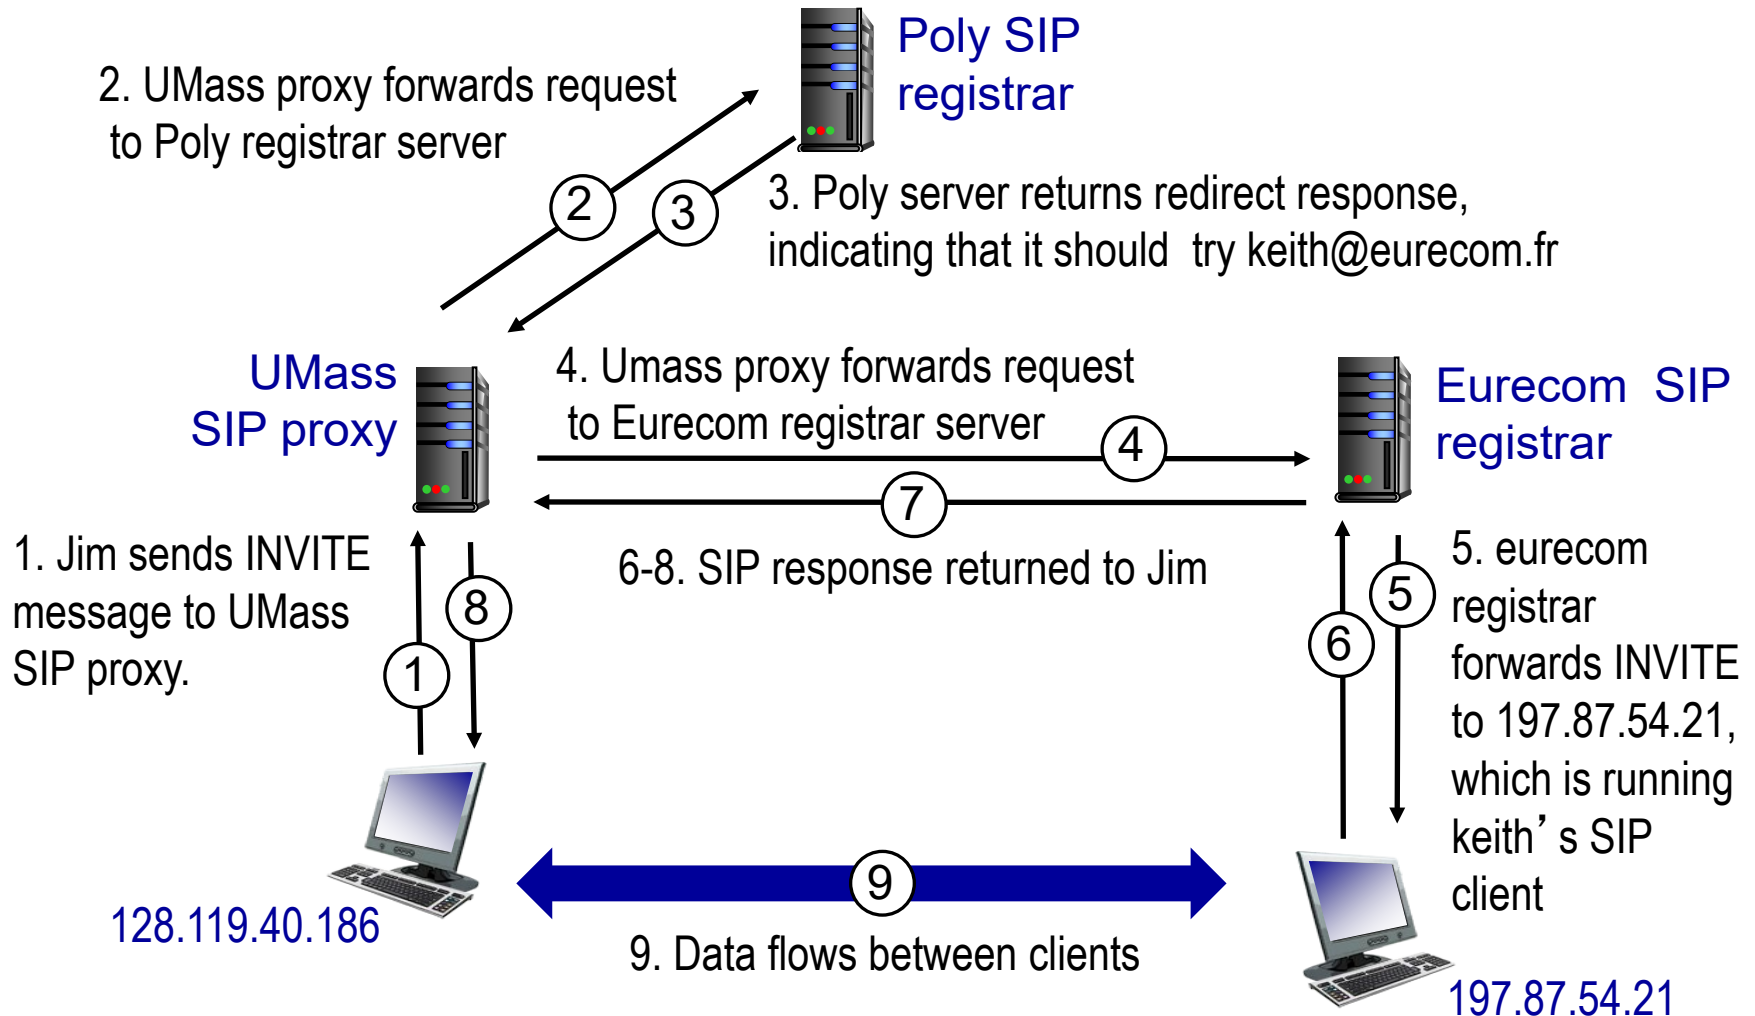 Poly SIP
registrar
2. UMass proxy forwards request
to Poly registrar server
2
3
3. Poly server returns redirect response,
indicating that it should  try keith@eurecom.fr
UMass
SIP proxy
4. Umass proxy forwards request
to Eurecom registrar server
4
Eurecom  SIP
registrar
7
1. Jim sends INVITE
message to UMass
SIP proxy.
8
1
6-8. SIP response returned to Jim
5
6
5. eurecom
registrar
forwards INVITE
to 197.87.54.21,
which is running
keith’s SIP
client
9
128.119.40.186
9. Data flows between clients
197.87.54.21